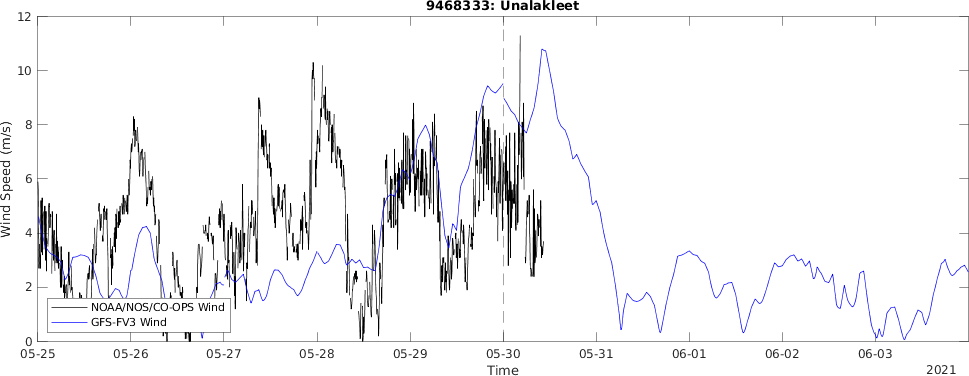 9468333: Unalakleet
Wind Speed (m/s)
12
10
8
6
4
2
0
NOAA/NOS/CO-OPS Wind
GFS-FV3 Wind
05-25 05-26 05-27 05-28 05-29 05-30 05-31 06-01 06-02 06-03
Time
2021